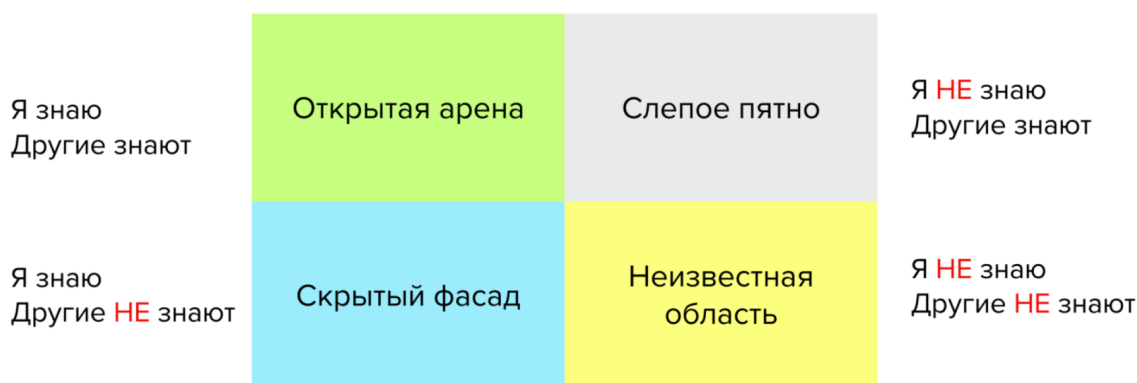 Я знаю
Другие знают
Открытая арена
Слепое пятно
Я НЕ знаю
Другие знают
Я знаю
Другие НЕ знают
Скрытый фасад
Неизвестная
область
Я НЕ знаю
Другие НЕ знают